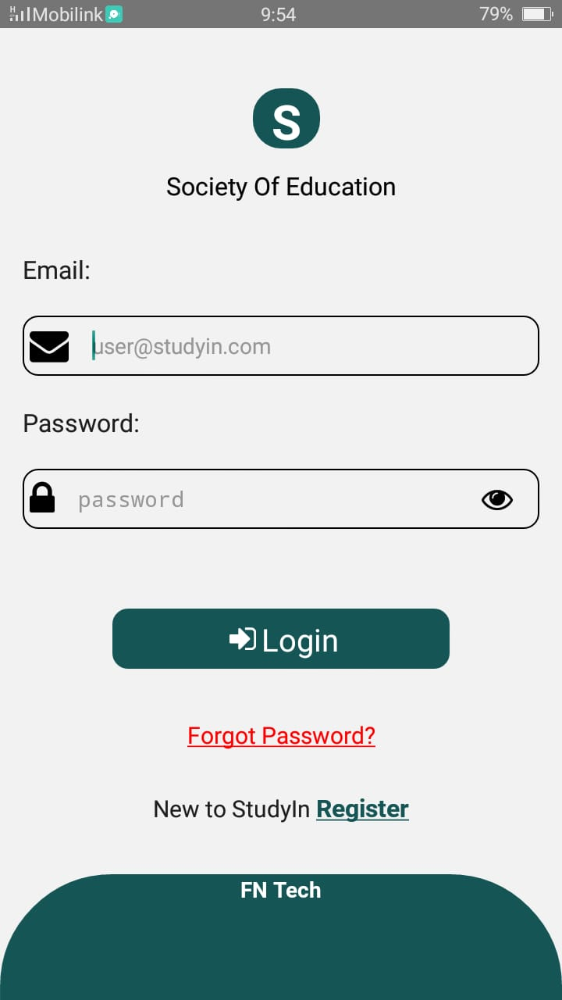 Mobilink 9:54 79%
S
Society Of Education
Email:
user@studyin.com
Password:
password
Login
Forgot Password?
New to StudyIn Register
FN Tech